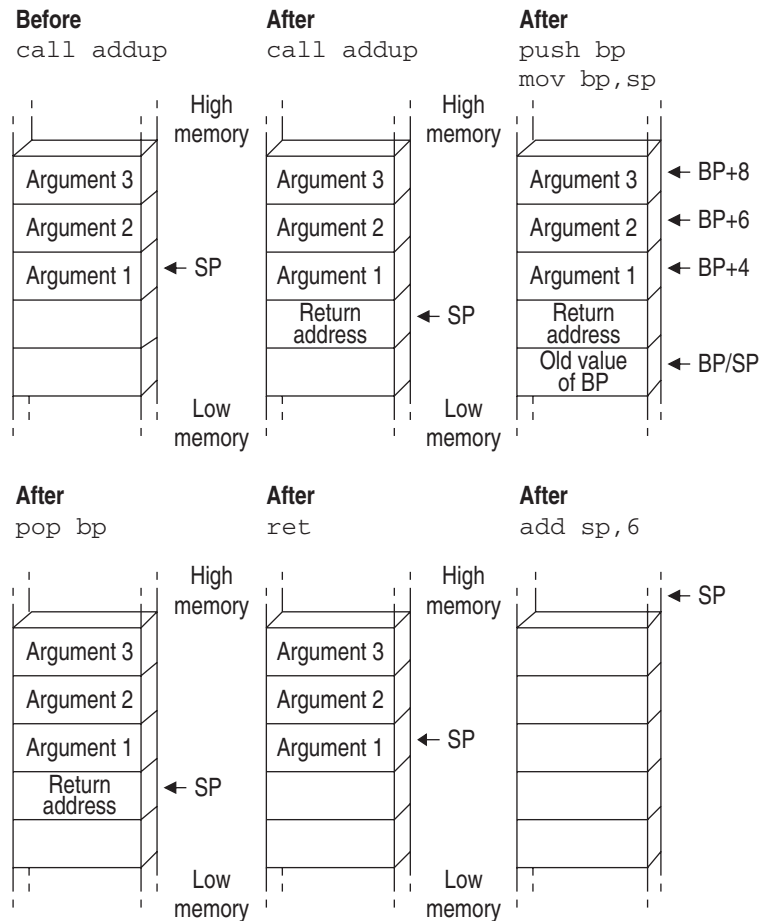 Before
call addup
High
memory
Argument 3
Argument 2
Argument 1
SP
Low
memory
After
call addup
High
memory
Argument 3
Argument 2
Argument 1
Return
address
SP
Low
memory
After
push bp
mov bp,sp
Argument 3
BP+8
Argument 2
BP+6
Argument 1
BP+4
Return
address
Old value
of BP
BP/SP
After
pop bp
High
memory
Argument 3
Argument 2
Argument 1
Return
address
SP
Low
memory
After
ret
High
memory
Argument 3
Argument 2
Argument 1
SP
Low
memory
After
add sp,6
SP